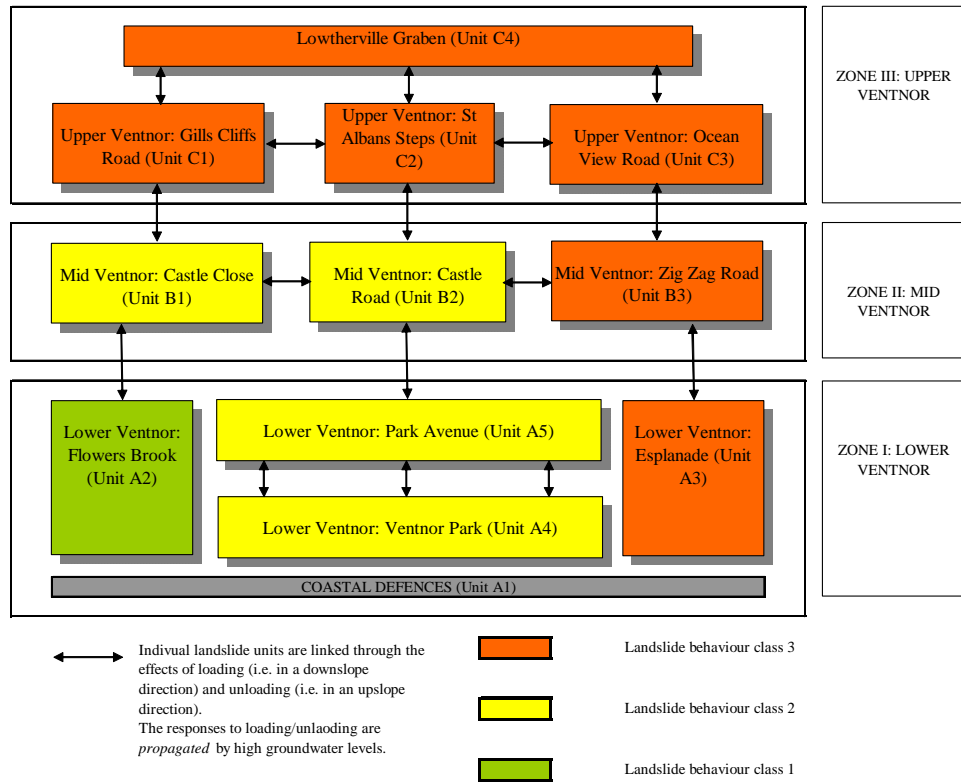 Lowtherville Graben (Unit C4)
ZONE III: UPPER
VENTNOR
Upper Ventnor: Gills Cliffs
Road (Unit C1)
Upper Ventnor: St
Albans Steps (Unit
C2)
Upper Ventnor: Ocean
View Road (Unit C3)
Mid Ventnor: Castle Close
(Unit B1)
Mid Ventnor: Castle
Road (Unit B2)
Mid Ventnor: Zig Zag Road
(Unit B3)
ZONE II: MID
VENTNOR
Lower Ventnor:
Flowers Brook
(Unit A2)
Lower Ventnor: Park Avenue (Unit A5)
Lower Ventnor: Ventnor Park (Unit A4)
Lower Ventnor:
Esplanade (Unit
A3)
ZONE I: LOWER
VENTNOR
COASTAL DEFENCES (Unit A1)
Indivual landslide units are linked through the
effects of loading (i.e. in a downslope
direction) and unloading (i.e. in an upslope
direction).
The responses to loading/unlaoding are
propagated by high groundwater levels.
Landslide behaviour class 3
Landslide behaviour class 2
Landslide behaviour class 1